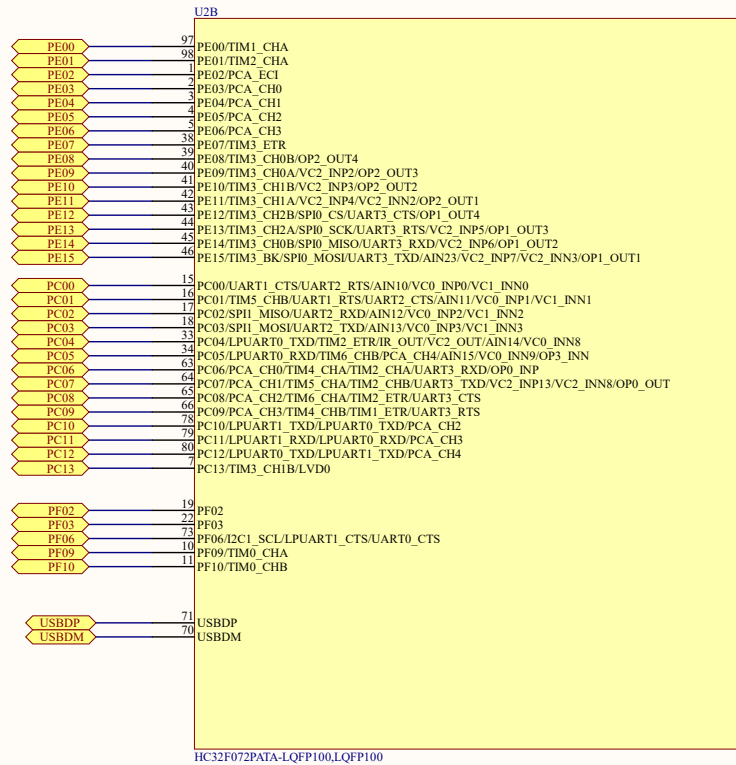 U2B
PE00 97 PE00/TIM1_CHA
PE01 98 PE01/TIM2_CHA
PE02 1 PE02/PCA_ECI
PE03 2 PE03/PCA_CH0
PE04 3 PE04/PCA_CH1
PE05 4 PE05/PCA_CH2
PE06 5 PE06/PCA_CH3
PE07 38 PE07/TIM3_ETR
PE08 39 PE08/TIM3_CH0B/OP2_OUT4
PE09 40 PE09/TIM3_CH0A/VC2_INP2/OP2_OUT3
PE10 41 PE10/TIM3_CH1B/VC2_INP3/OP2_OUT2
PE11 42 PE11/TIM3_CH1A/VC2_INP4/VC2_INN2/OP2_OUT1
PE12 43 PE12/TIM3_CH2B/SPI0_CS/UART3_CTS/OP1_OUT4
PE13 44 PE13/TIM3_CH2A/SPI0_SCK/UART3_RTS/VC2_INP5/OP1_OUT3
PE14 45 PE14/TIM3_CH0B/SPI0_MISO/UART3_RXD/VC2_INP6/OP1_OUT2
PE15 46 PE15/TIM3_BK/SPI0_MOSI/UART3_TXD/AIN23/VC2_INP7/VC2_INN3/OP1_OUT1
PC00 15 PC00/UART1_CTS/UART2_RTS/AIN10/VC0_INP0/VC1_INN0
PC01 16 PC01/TIM5_CHB/UART1_RTS/UART2_CTS/AIN11/VC0_INP1/VC1_INN1
PC02 17 PC02/SPI1_MISO/UART2_RXD/AIN12/VC0_INP2/VC1_INN2
PC03 18 PC03/SPI1_MOSI/UART2_TXD/AIN13/VC0_INP3/VC1_INN3
PC04 33 PC04/LPUART0_TXD/TIM2_ETR/IR_OUT/VC2_OUT/AIN14/VC0_INN8
PC05 34 PC05/LPUART0_RXD/TIM6_CHB/PCA_CH4/AIN15/VC0_INN9/OP3_INN
PC06 63 PC06/PCA_CH0/TIM4_CHA/TIM2_CHA/UART3_RXD/OP0_INP
PC07 64 PC07/PCA_CH1/TIM5_CHA/TIM2_CHB/UART3_TXD/VC2_INP13/VC2_INN8/OP0_OUT
PC08 65 PC08/PCA_CH2/TIM6_CHA/TIM2_ETR/UART3_CTS
PC09 66 PC09/PCA_CH3/TIM4_CHB/TIM1_ETR/UART3_RTS
PC10 78 PC10/LPUART1_TXD/LPUART0_TXD/PCA_CH2
PC11 79 PC11/LPUART1_RXD/LPUART0_RXD/PCA_CH3
PC12 80 PC12/LPUART0_TXD/LPUART1_TXD/PCA_CH4
PC13 7 PC13/TIM3_CH1B/LVD0
PF02 19 PF02
PF03 22 PF03
PF06 73 PF06/I2C1_SCL/LPUART1_CTS/UART0_CTS
PF09 10 PF09/TIM0_CHA
PF10 11 PF10/TIM0_CHB
USBDP 71 USBDP
USBDM 70 USBDM
HC32F072PATA-LQFP100,LQFP100